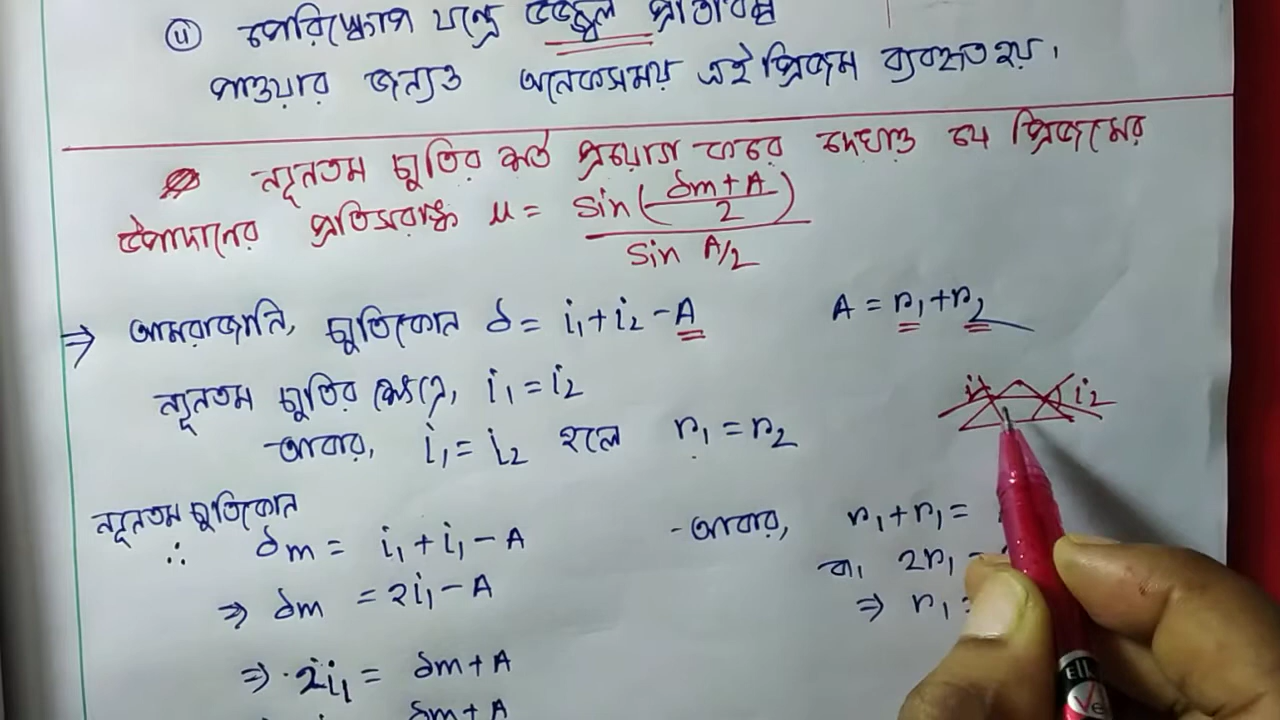 (ii) পেরিস্কোপ যন্ত্রে উজ্জ্বল প্রতিবিম্ব
পাওয়ার জন্যও অনেকসময় এই প্রিজম ব্যবহৃত হয়।
ন্যূনতম চ্যুতির শর্ত প্রয়োগ করে দেখাও যে প্রিজমের
উপাদানের প্রতিসরাঙ্ক μ = sin(δm+A/2) / sin A/2
⇒ আমরাজানি, চ্যুতিকোন δ = i₁+i₂-A A = r₁+r₂
ন্যূনতম চ্যুতির ক্ষেত্রে, i₁ = i₂
i₁ i₂
আবার, i₁ = i₂ হলে r₁ = r₂
ন্যূনতম চ্যুতিকোন
∴ δm = i₁+i₁-A আবার, r₁+r₁ =
⇒ δm = 2i₁-A বা, 2r₁ =
⇒ r₁ =
⇒ 2i₁ = δm+A
δm+A